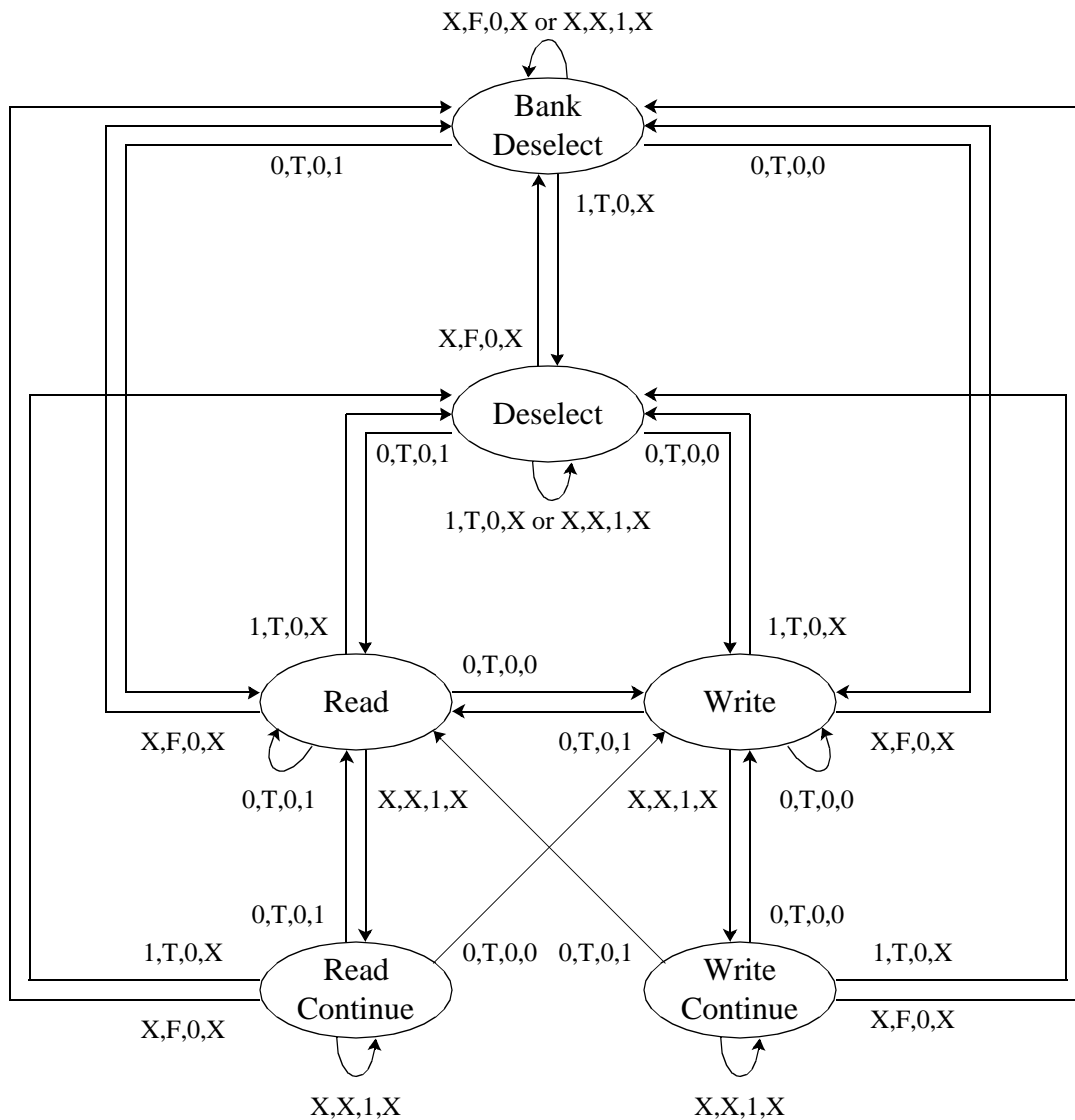 X,F,0,X or X,X,1,X
Bank
Deselect
0,T,0,1
0,T,0,0
1,T,0,X
X,F,0,X
Deselect
0,T,0,1
0,T,0,0
1,T,0,X or X,X,1,X
1,T,0,X
1,T,0,X
0,T,0,0
Read
Write
X,F,0,X
0,T,0,1
X,F,0,X
0,T,0,1
X,X,1,X
X,X,1,X
0,T,0,0
0,T,0,1
0,T,0,0
1,T,0,X
0,T,0,0
0,T,0,1
1,T,0,X
Read
Continue
Write
Continue
X,F,0,X
X,F,0,X
X,X,1,X
X,X,1,X